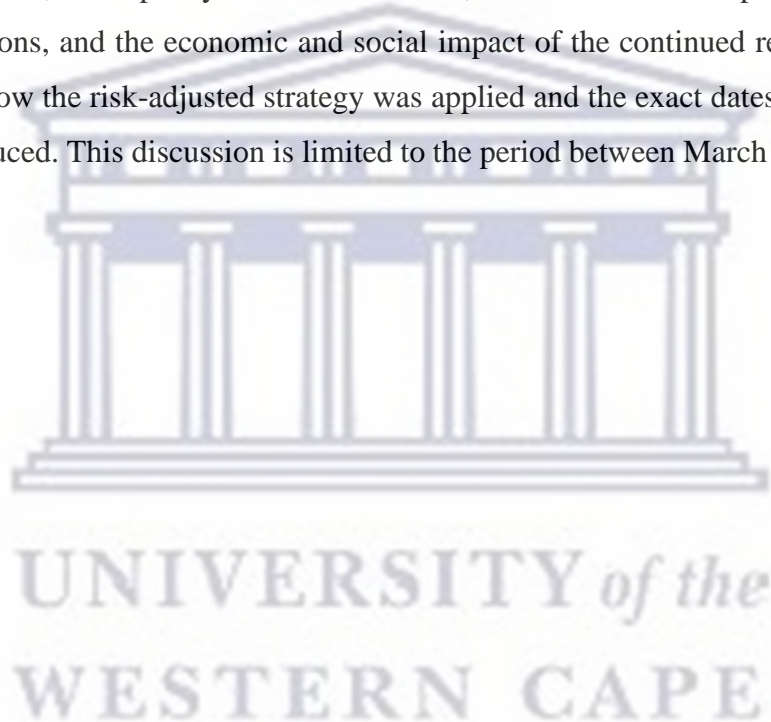 ons, and the economic and social impact of the continued re
ow the risk-adjusted strategy was applied and the exact dates
uced. This discussion is limited to the period between March
UNIVERSITY of the
WESTERN CAPE